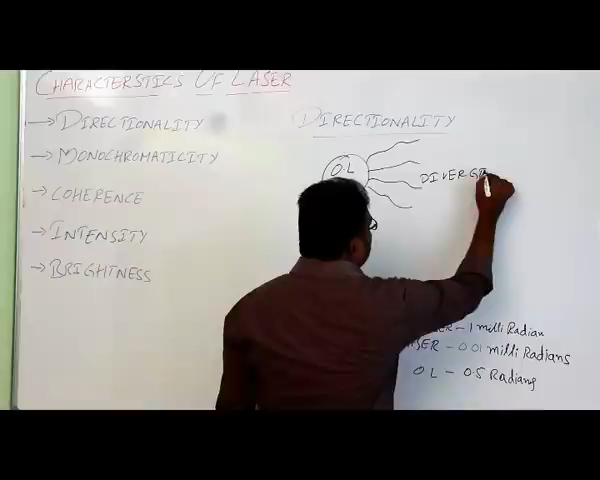 CHARACTERSTICS OF LASER
→ DIRECTIONALITY
→ MONOCHROMATICITY
→ COHERENCE
→ INTENSITY
→ BRIGHTNESS
DIRECTIONALITY
O.L
DIVERGE
- 1 milli Radian
- 0.01 milli Radians
OL - 0.5 Radians